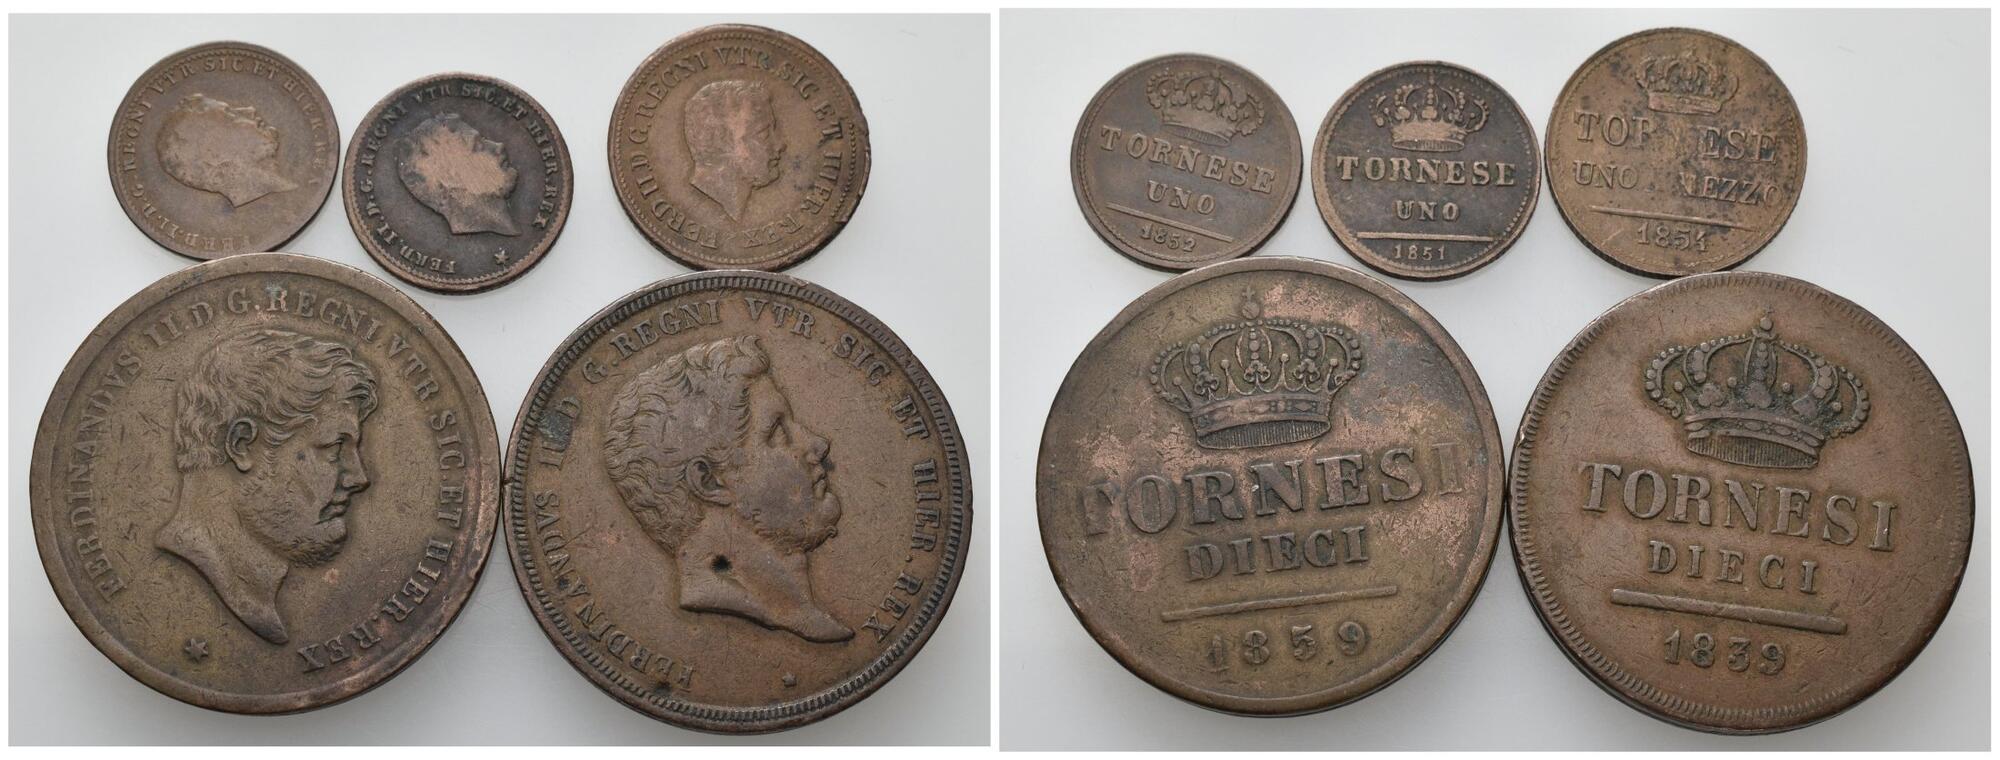 FERD.II.D.G.REGNI VTR.SIC.ET HIER.REX
FERD.II.D.G.REGNI VTR.SIC.ET HIER.REX
FERD II D G REGNI VTR. SIC ET HIER. REX
FERDINANDVS II.D G.REGNI VTR SIC.ET HIER.REX
FERDINANDVS II D G.REGNI VTR. SIC ET HIER. REX
TORNESE
UNO
1852
TORNESE
UNO
1851
TORNESE
UNO MEZZO
1854
TORNESI
DIECI
1859
TORNESI
DIECI
1839